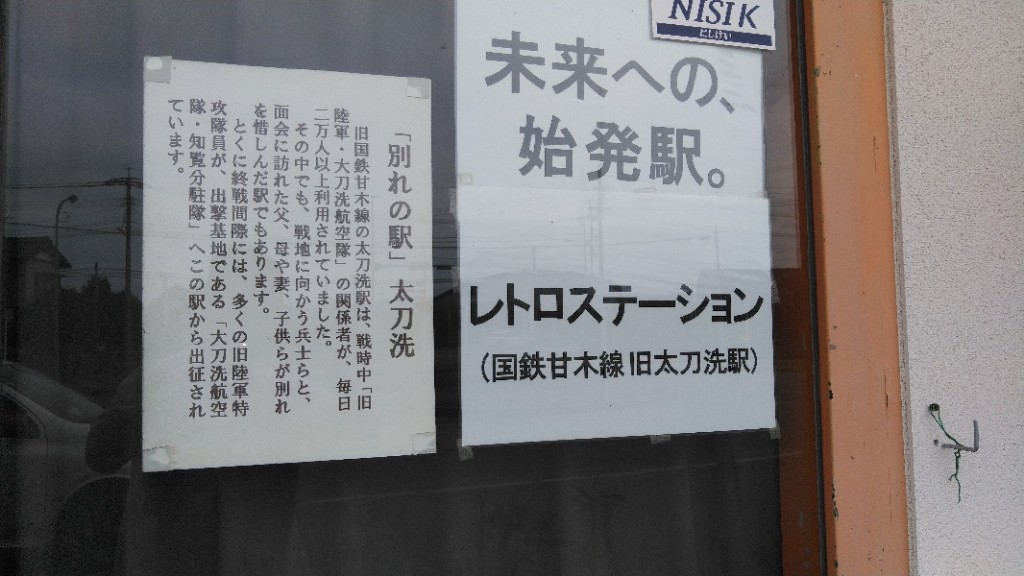 「別れの駅」太刀洗
旧国鉄甘木線の太刀洗駅は、戦時中「旧
陸軍・大刀洗航空隊」の関係者が、毎日
二万人以上利用されていました。
その中でも、戦地に向かう兵士らと、
面会に訪れた父、母や妻、子供らが別れ
を惜しんだ駅でもあります。
とくに終戦間際には、多くの旧陸軍特
攻隊員が、出撃基地である「大刀洗航空
隊・知覧分駐隊」へこの駅から出征され
ています。
NISIK
にしけい
未来への、
始発駅。
レトロステーション
(国鉄甘木線旧太刀洗駅)